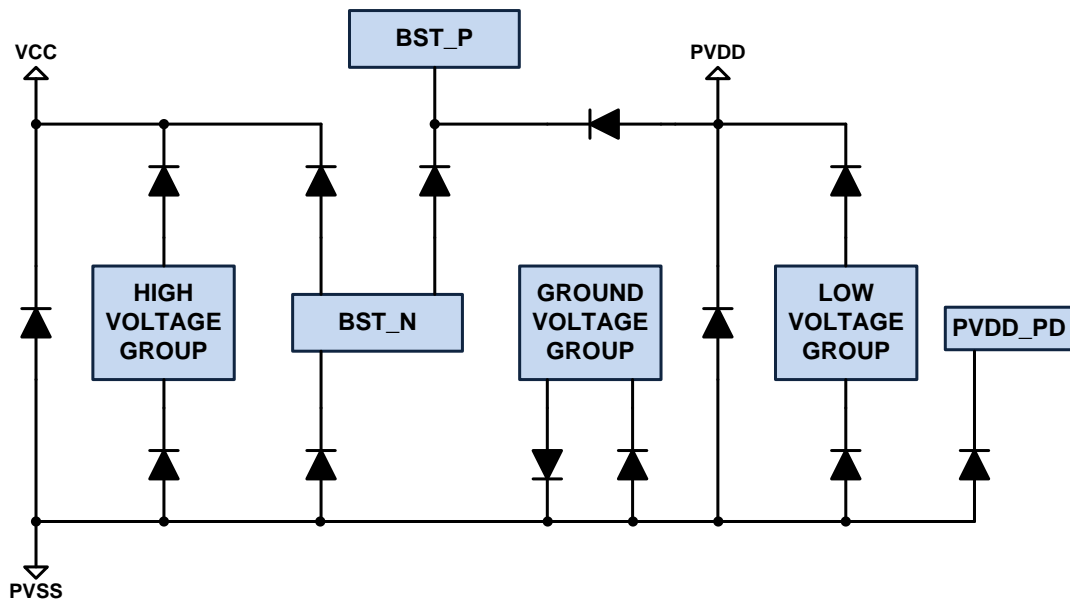 BST_P
VCC
PVDD
HIGH
VOLTAGE
GROUP
BST_N
GROUND
VOLTAGE
GROUP
LOW
VOLTAGE
GROUP
PVDD_PD
PVSS